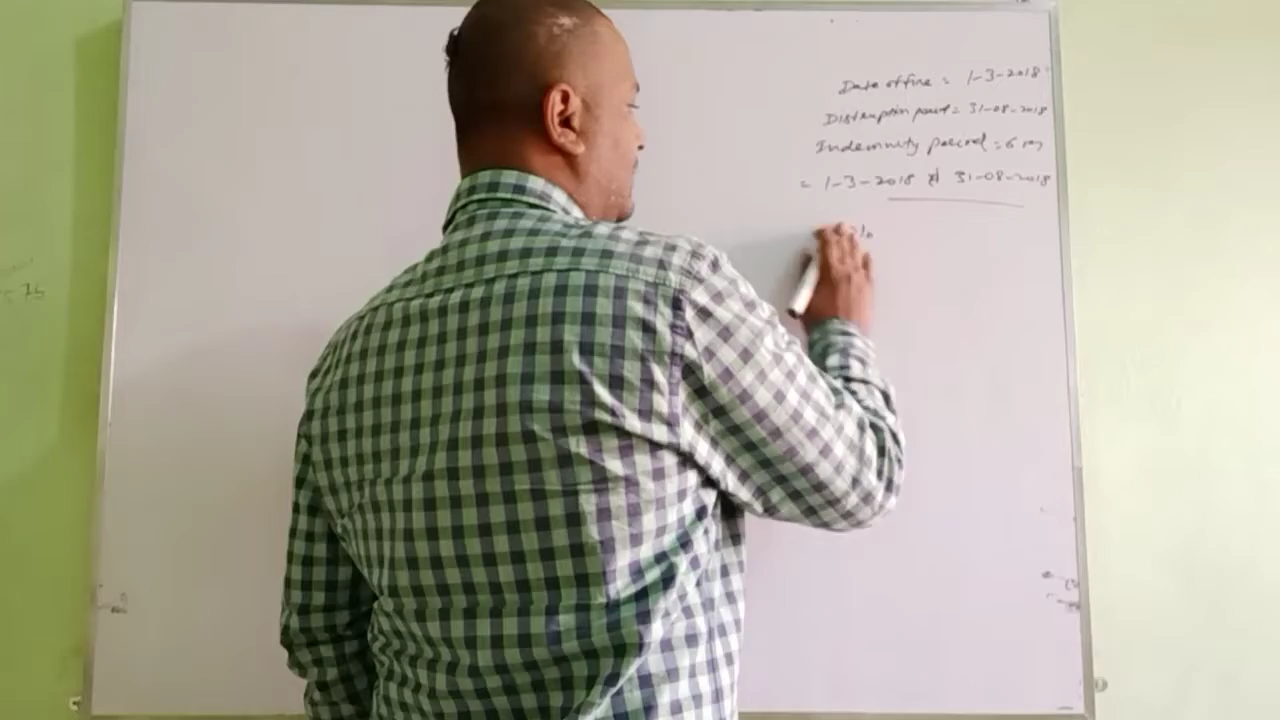 Date of fire = 1-3-2018
Disruption period = 31-08-2018
Indemnity period = 6 m
= 1-3-2018 to 31-08-2018
%
= 75